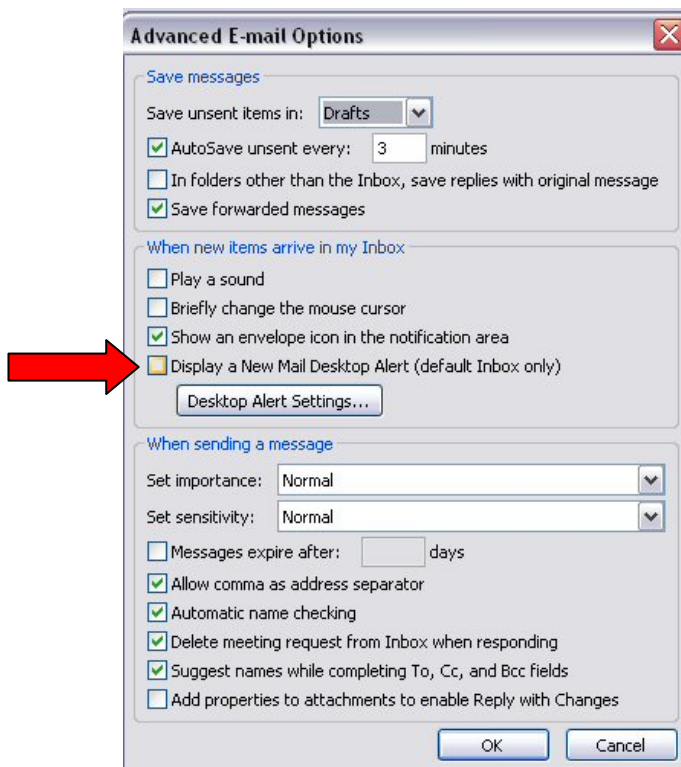 Advanced E-mail Options
Save messages
Save unsent items in: Drafts
AutoSave unsent every: 3 minutes
In folders other than the Inbox, save replies with original message
Save forwarded messages
When new items arrive in my Inbox
Play a sound
Briefly change the mouse cursor
Show an envelope icon in the notification area
Display a New Mail Desktop Alert (default Inbox only)
Desktop Alert Settings...
When sending a message
Set importance: Normal
Set sensitivity: Normal
Messages expire after: days
Allow comma as address separator
Automatic name checking
Delete meeting request from Inbox when responding
Suggest names while completing To, Cc, and Bcc fields
Add properties to attachments to enable Reply with Changes
OK Cancel